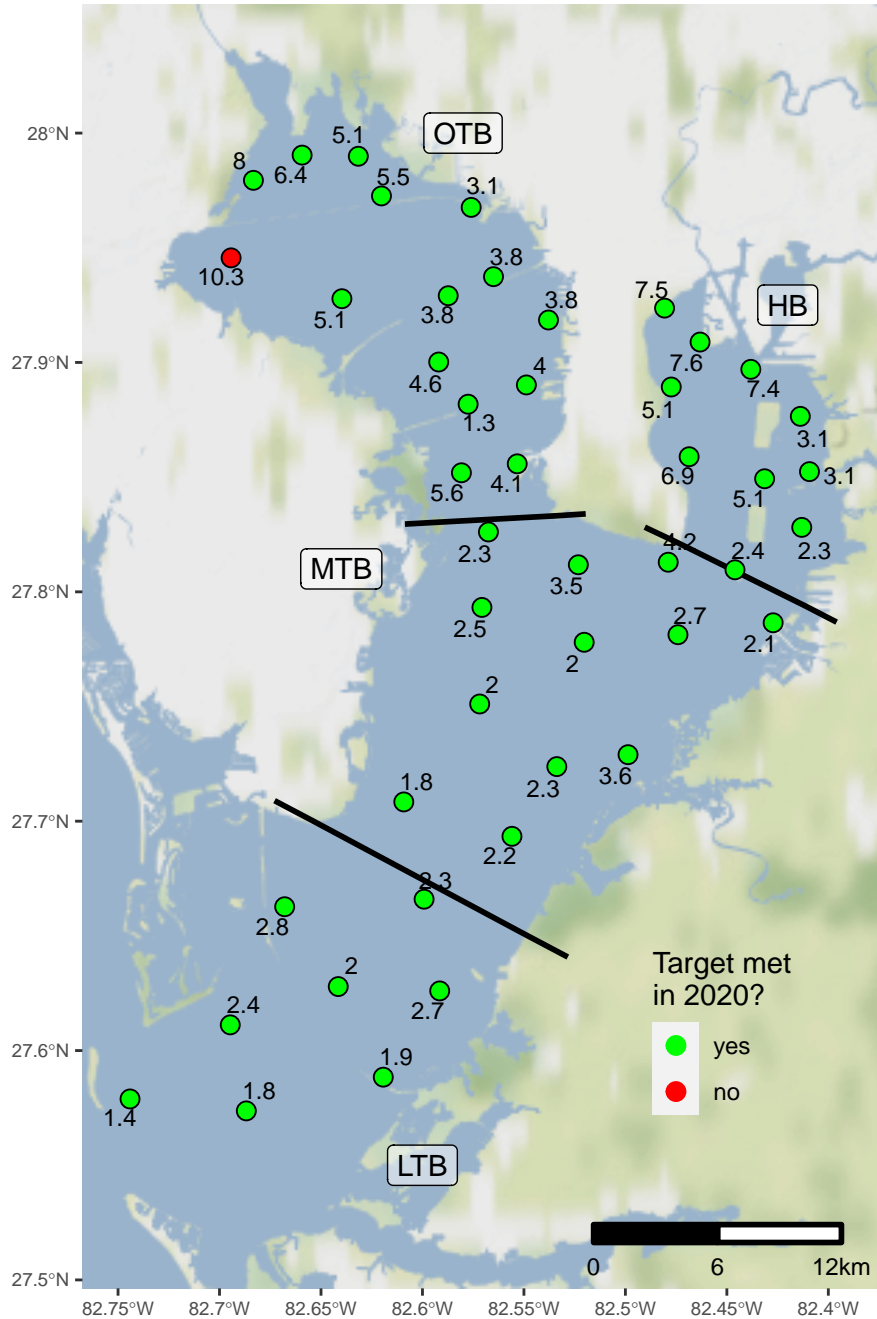 28°N
27.9°N
27.8°N
27.7°N
27.6°N
27.5°N
OTB
5.1
8
6.4
5.5
3.1
10.3
3.8
5.1
3.8
3.8
7.5
HB
7.6
4.6
4
7.4
5.1
1.3
3.1
6.9
3.1
5.6
4.1
5.1
2.3
4.2
2.4
2.3
MTB
3.5
2.5
2.7
2.1
2
2
2.3
3.6
1.8
2.2
2.3
2.8
2
2.7
2.4
1.9
1.4
1.8
LTB
Target met
in 2020?
yes
no
0 6 12km
82.75°W 82.7°W 82.65°W 82.6°W 82.55°W 82.5°W 82.45°W 82.4°W